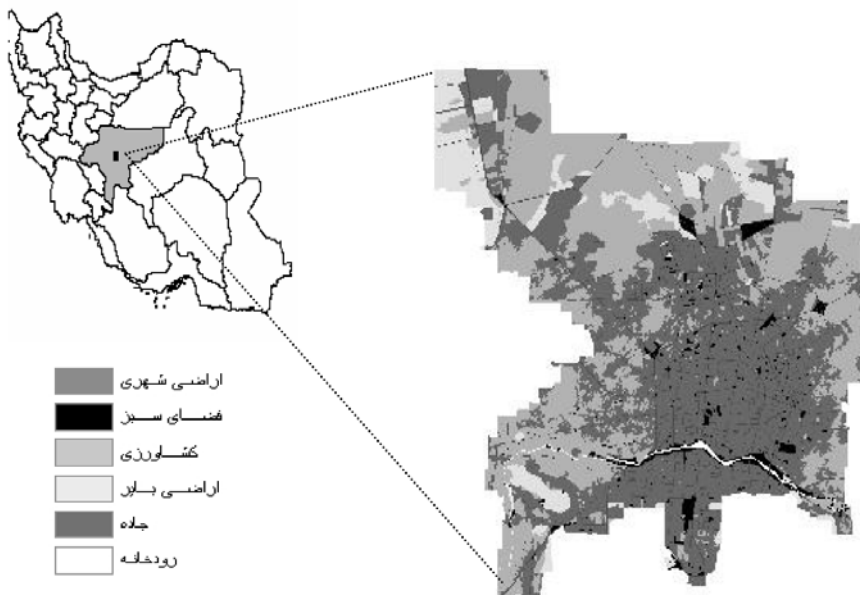 اراضی شهری
فضای سبز
کشاورزی
اراضی بایر
جاده
رودخانه